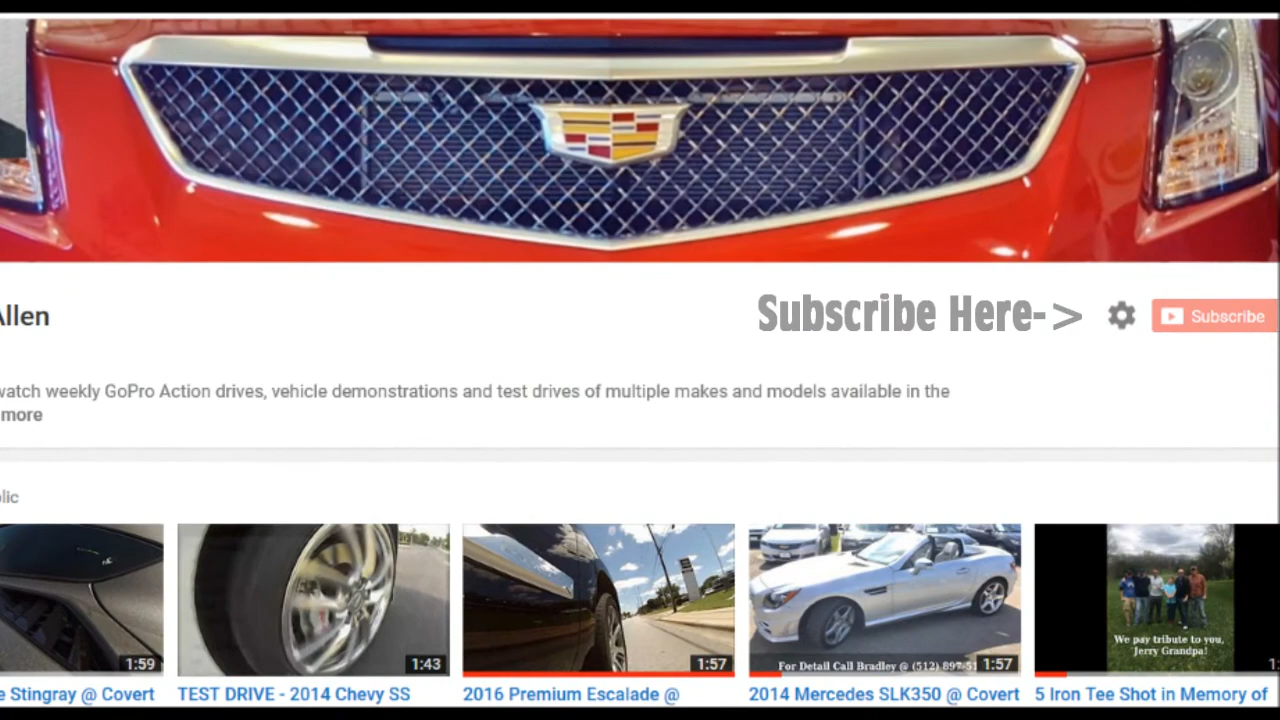 Allen
Subscribe Here->
Subscribe
watch weekly GoPro Action drives, vehicle demonstrations and test drives of multiple makes and models available in the
more
lic
1:59
1:43
1:57
For Detail Call Bradley @ (512) 897-51
1:57
We pay tribute to you,
Jerry Grandpa!
1:
e Stingray @ Covert
TEST DRIVE - 2014 Chevy SS
2016 Premium Escalade @
2014 Mercedes SLK350 @ Covert
5 Iron Tee Shot in Memory of